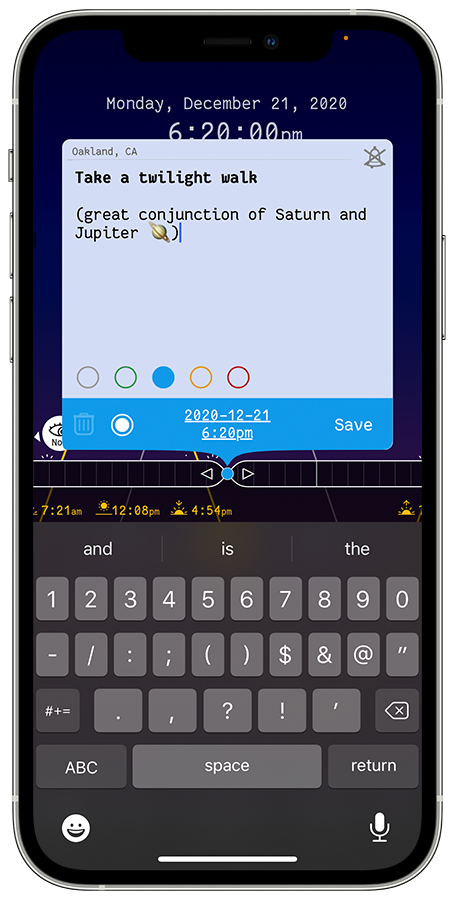 Monday, December 21, 2020
6:20:00pm
Oakland, CA
Take a twilight walk
(great conjunction of Saturn and
Jupiter 🪐)
2020-12-21
6:20pm
Save
No
7:21am
12:08pm
4:54pm
7
and
is
the
1 2 3 4 5 6 7 8 9 0
- / : ; ( ) $ & @ "
#+= . , ? ! ’
ABC
space
return